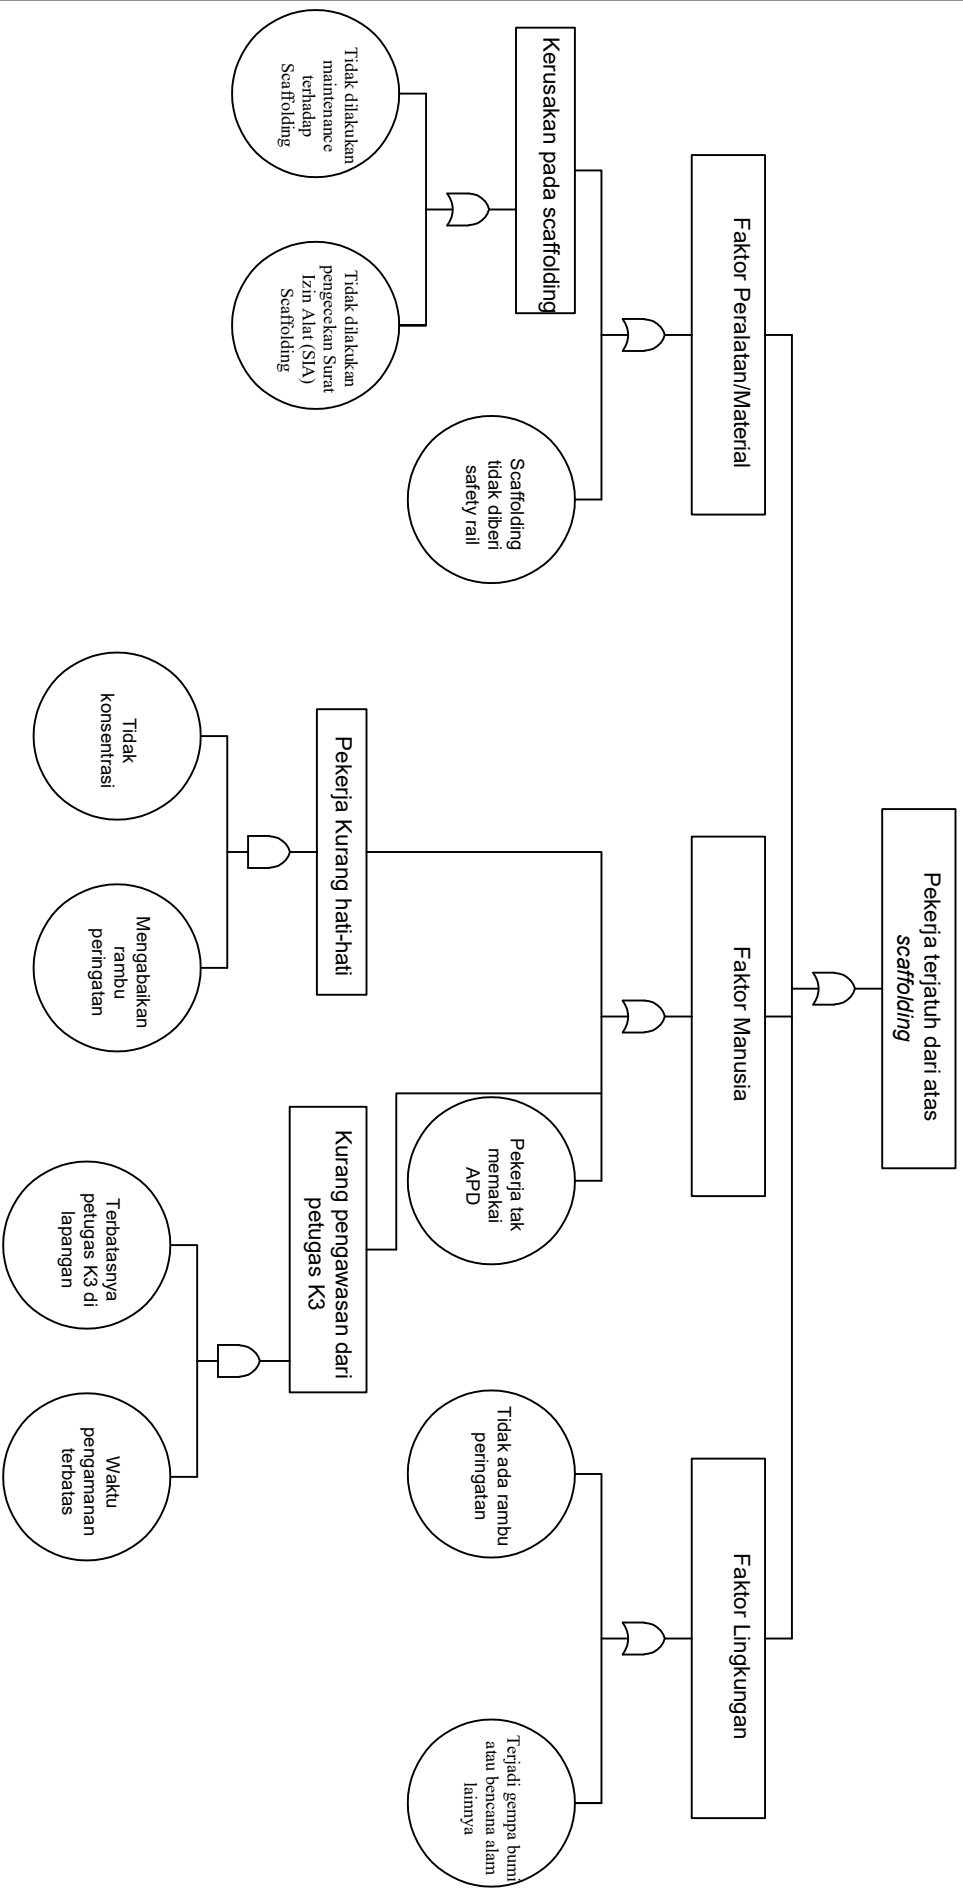 Pekerja terjatuh dari atas
scaffolding
Faktor Peralatan/Material
Faktor Manusia
Faktor Lingkungan
Kerusakan pada scaffolding
Scaffolding
tidak diberi
safety rail
Pekerja tak
memakai
APD
Tidak ada rambu
peringatan
Terjadi gempa bumi
atau bencana alam
lainnya
Tidak dilakukan
maintenance
terhadap
Scaffolding
Tidak dilakukan
pengecekan Surat
Izin Alat (SIA)
Scaffolding
Pekerja Kurang hati-hati
Kurang pengawasan dari
petugas K3
Tidak
konsentrasi
Mengabaikan
rambu
peringatan
Terbatasnya
petugas K3 di
lapangan
Waktu
pengamanan
terbatas